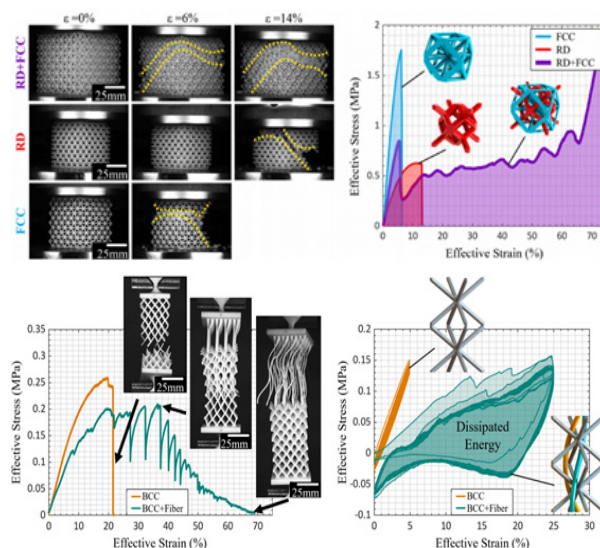 ε=0% ε=6% ε=14%
RD+FCC
25mm
RD
25mm
FCC
25mm
Effective Stress (MPa)
2
1.5
1
0.5
0
0 10 20 30 40 50 60 70
Effective Strain (%)
FCC
RD
RD+FCC
Effective Stress (MPa)
0.35
0.3
0.25
0.2
0.15
0.1
0.05
0
0 10 20 30 40 50 60 70
Effective Strain (%)
25mm
25mm
25mm
BCC
BCC+Fiber
Effective Stress (MPa)
0.2
0.15
0.1
0.05
0
-0.05
-0.1
0 5 10 15 20 25 30
Effective Strain (%)
Dissipated
Energy
BCC
BCC+Fiber